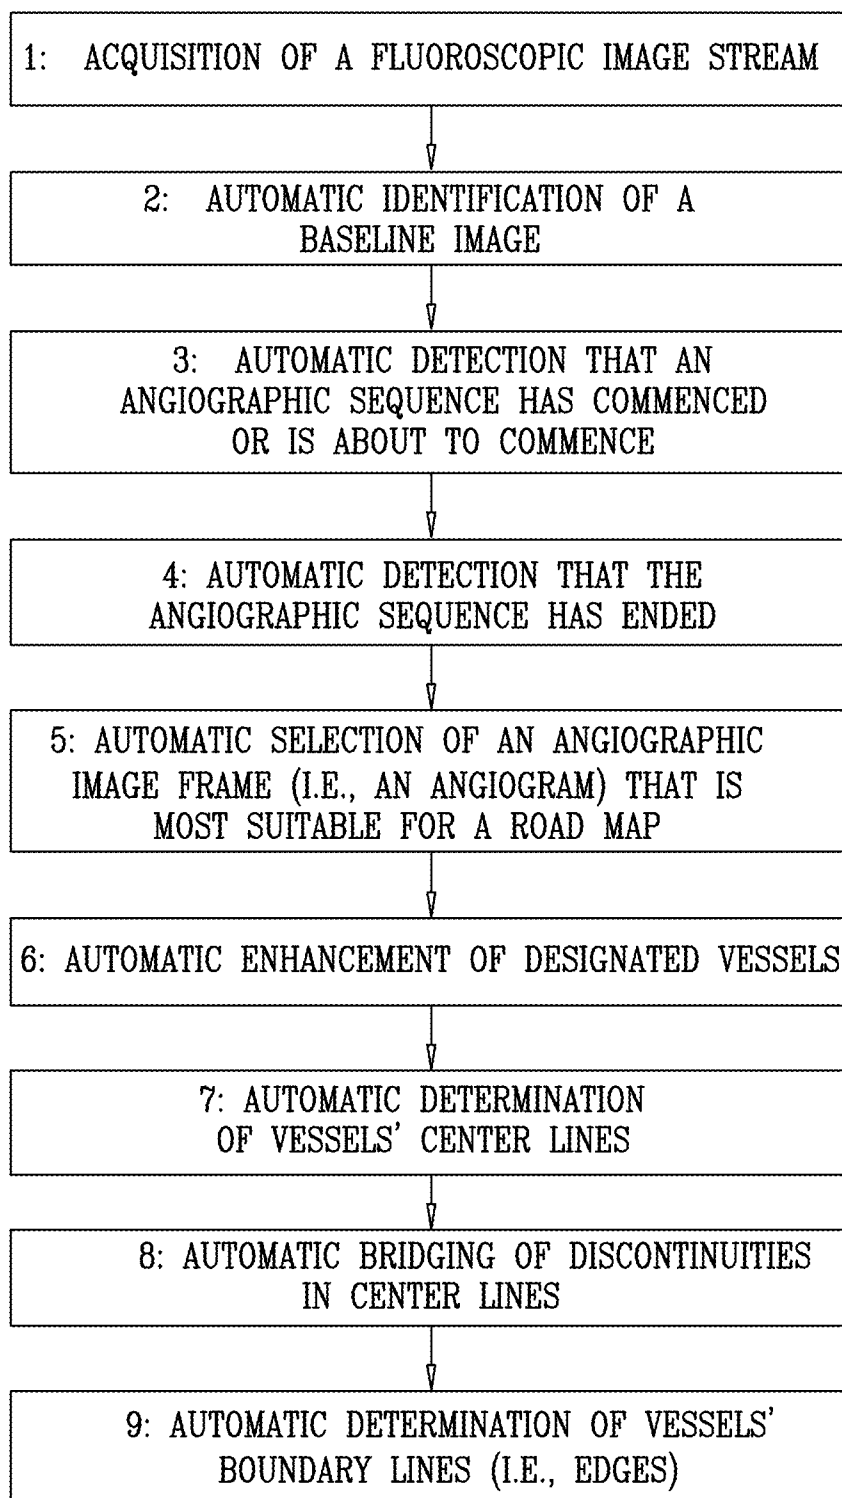 1: ACQUISITION OF A FLUOROSCOPIC IMAGE STREAM
2: AUTOMATIC IDENTIFICATION OF A
BASELINE IMAGE
3: AUTOMATIC DETECTION THAT AN
ANGIOGRAPHIC SEQUENCE HAS COMMENCED
OR IS ABOUT TO COMMENCE
4: AUTOMATIC DETECTION THAT THE
ANGIOGRAPHIC SEQUENCE HAS ENDED
5: AUTOMATIC SELECTION OF AN ANGIOGRAPHIC
IMAGE FRAME (I.E., AN ANGIOGRAM) THAT IS
MOST SUITABLE FOR A ROAD MAP
6: AUTOMATIC ENHANCEMENT OF DESIGNATED VESSELS
7: AUTOMATIC DETERMINATION
OF VESSELS' CENTER LINES
8: AUTOMATIC BRIDGING OF DISCONTINUITIES
IN CENTER LINES
9: AUTOMATIC DETERMINATION OF VESSELS'
BOUNDARY LINES (I.E., EDGES)